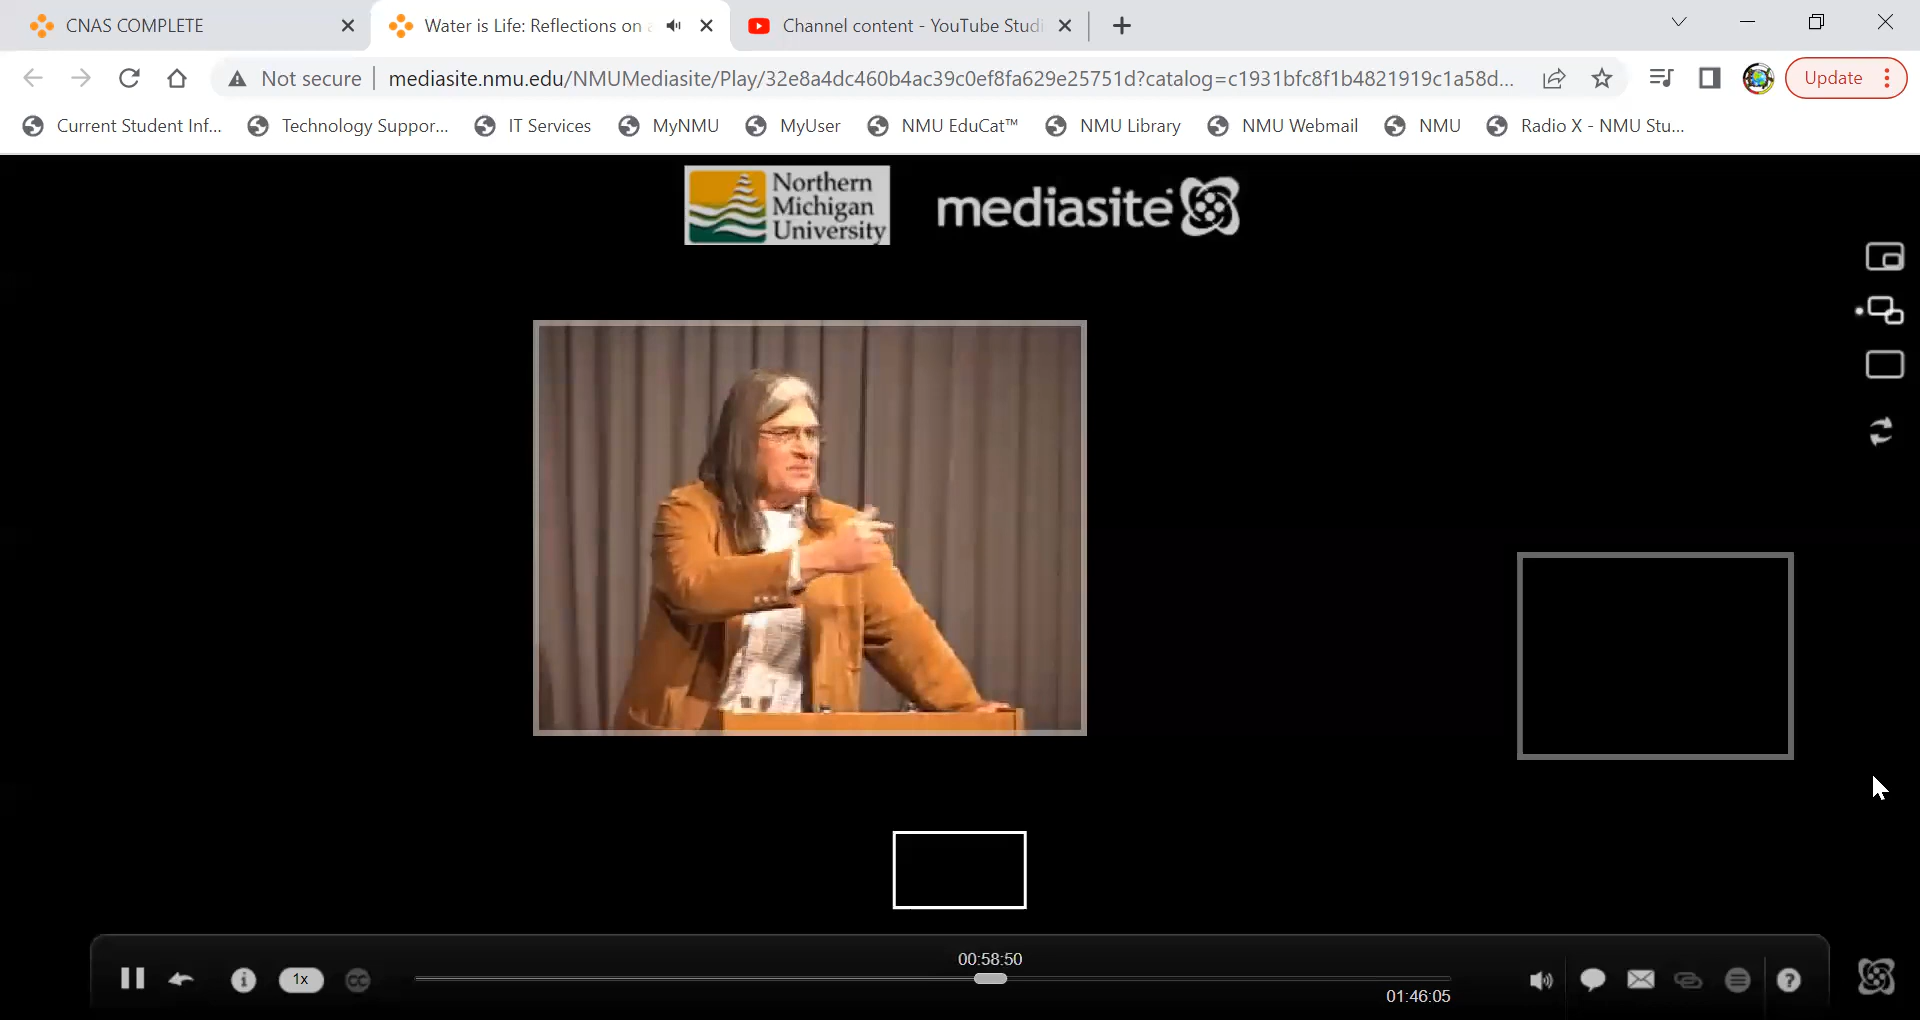 CNAS COMPLETE
Water is Life: Reflections on a
Channel content - YouTube Studi
Not secure
mediasite.nmu.edu/NMUMediasite/Play/32e8a4dc460b4ac39c0ef8fa629e25751d?catalog=c1931bfc8f1b4821919c1a58d...
Update
Current Student Inf...
Technology Suppor...
IT Services
MyNMU
MyUser
NMU EduCat™
NMU Library
NMU Webmail
NMU
Radio X - NMU Stu...
Northern
Michigan
University
mediasite
00:58:50
1x
CC
01:46:05